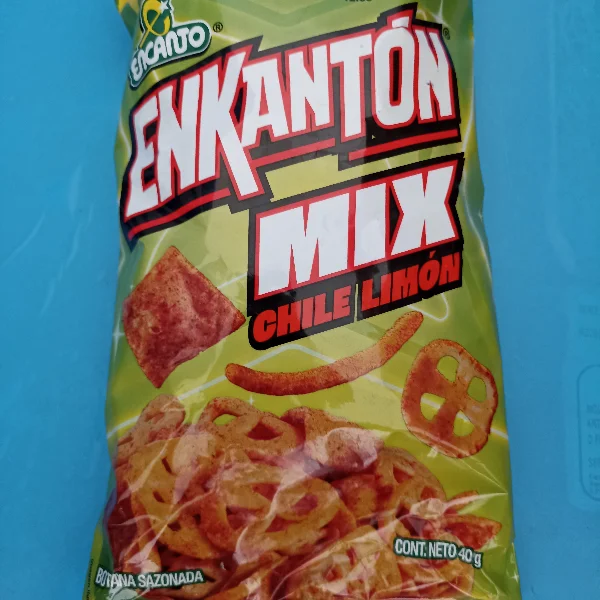 ENCANTO®
ENKANTÓN®
MIX
CHILE LIMÓN
CONT. NETO 40 g
BOTANA SAZONADA